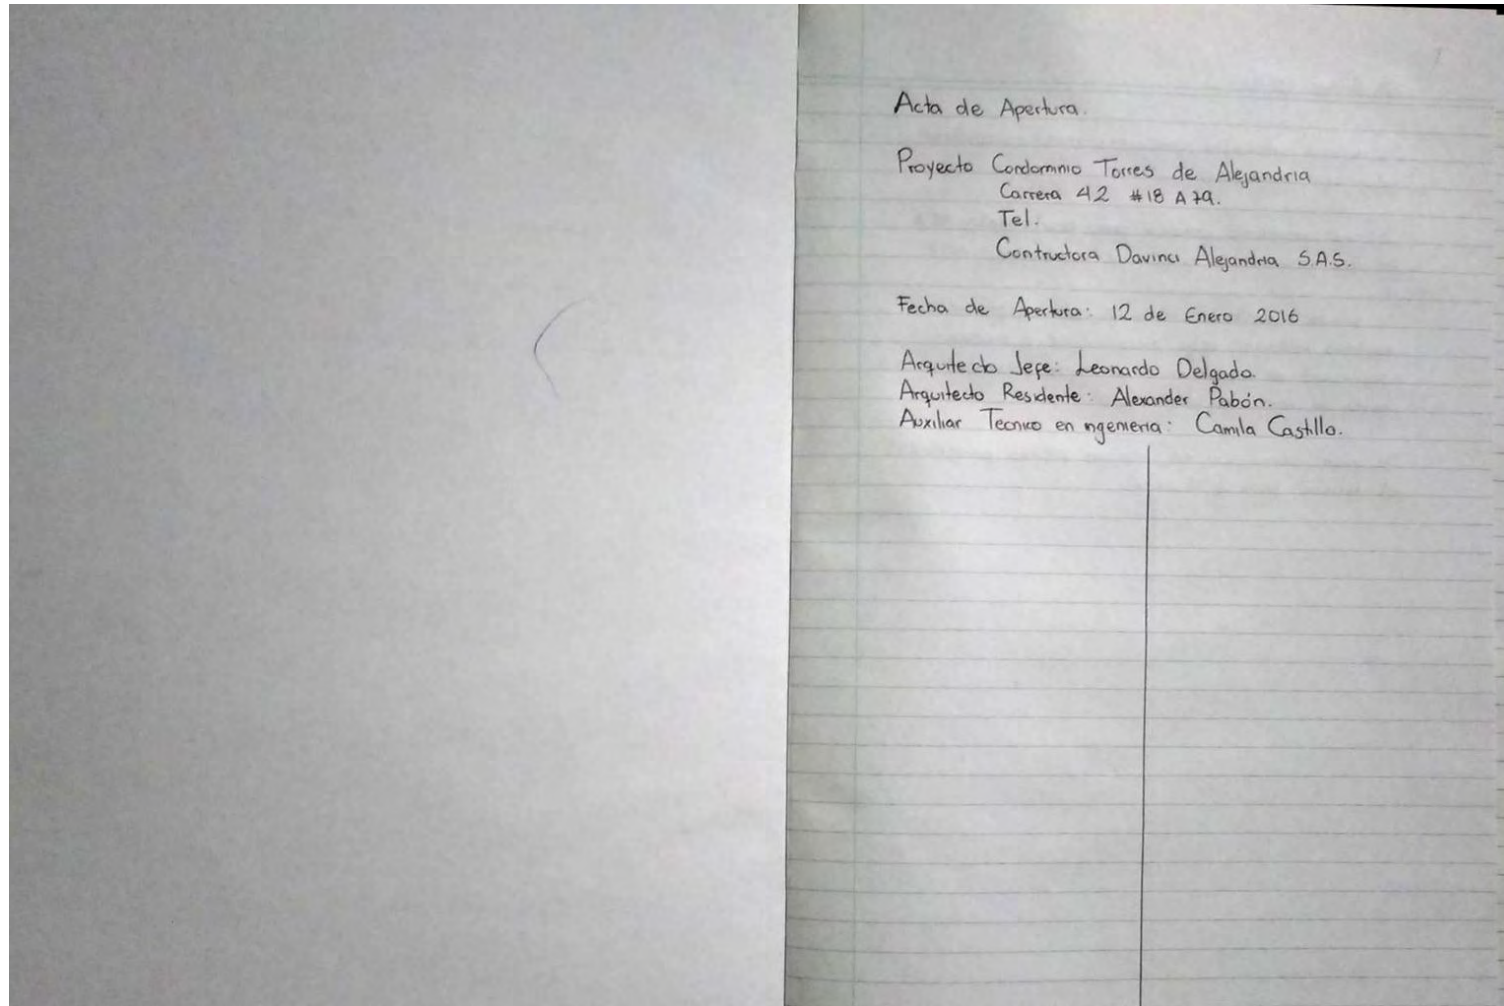 Acta de Apertura.
Proyecto Condominio Torres de Alejandria
Carrera 42 #18 A 79.
Tel.
Contructora Davinci Alejandria S.A.S.
Fecha de Apertura: 12 de Enero 2016
Arquitecto Jefe: Leonardo Delgado.
Arquitecto Residente: Alexander Pabón.
Auxiliar Tecnico en ngenieria: Camila Castillo.